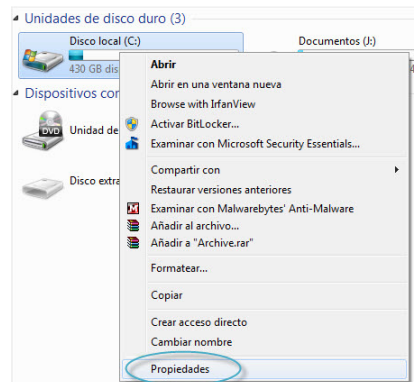 Unidades de disco duro (3)
Disco local (C:)
Documentos (J:)
430 GB dis
Dispositivos cor
DVD
Unidad de
Disco extra
Abrir
Abrir en una ventana nueva
Browse with IrfanView
Activar BitLocker...
Examinar con Microsoft Security Essentials...
Compartir con
Restaurar versiones anteriores
Examinar con Malwarebytes' Anti-Malware
Añadir al archivo...
Añadir a "Archive.rar"
Formatear...
Copiar
Crear acceso directo
Cambiar nombre
Propiedades